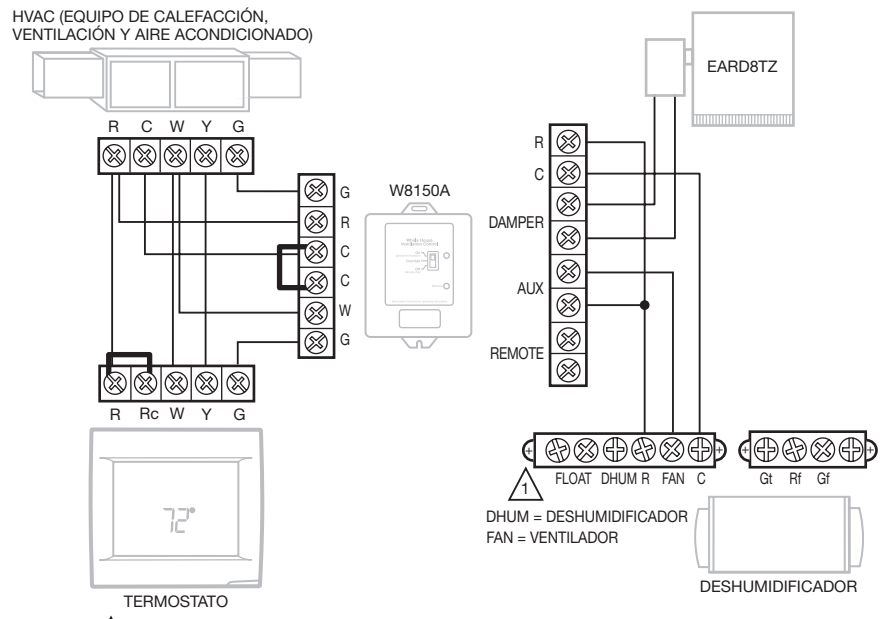 HVAC (EQUIPO DE CALEFACCIÓN,
VENTILACIÓN Y AIRE ACONDICIONADO)
R C W Y G
G
R
C
C
W
G
W8150A
R Rc W Y G
72°
TERMOSTATO
EARD8TZ
R
C
DAMPER
AUX
REMOTE
FLOAT DHUM R FAN C
Gt Rf Gf
1
DHUM = DESHUMIDIFICADOR
FAN = VENTILADOR
DESHUMIDIFICADOR